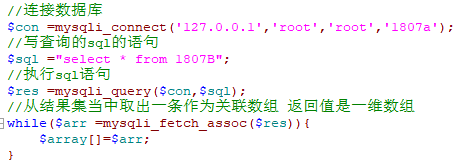 //连接数据库
$con =mysqli_connect('127.0.0.1','root','root','1807a');
//写查询的sql的语句
$sql ="select * from 1807B";
//执行sql语句
$res =mysqli_query($con,$sql);
//从结果集当中取出一条作为关联数组 返回值是一维数组
while($arr =mysqli_fetch_assoc($res)){
$array[]=$arr;
}